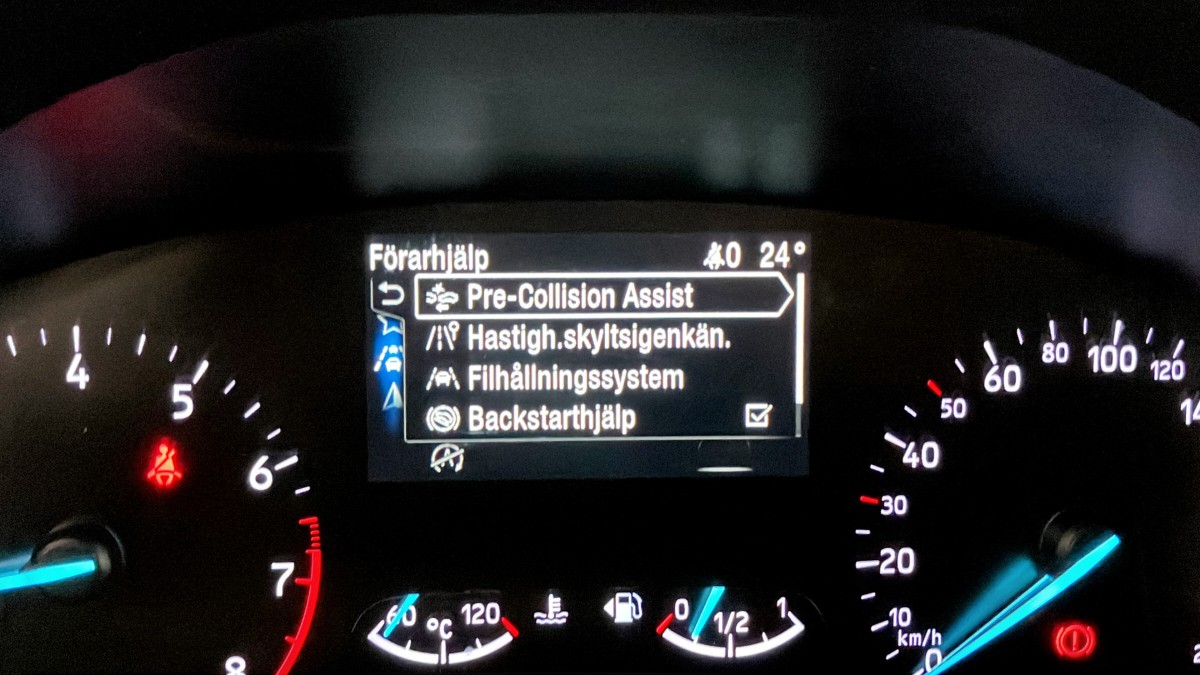 Förarhjälp 0 24°
Pre-Collision Assist
Hastigh.skyltsigenkän.
Filhållningssystem
Backstarthjälp
4
5
6
7
8
60 °C 120
0 1/2 1
0
10
20
30
40
50
60
80
100
120
km/h